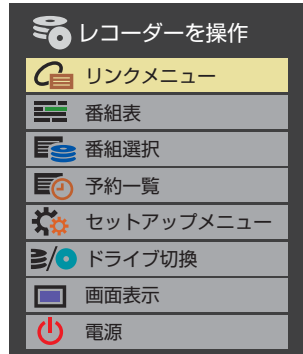 レコーダーを操作
リンクメニュー
番組表
番組選択
予約一覧
セットアップメニュー
ドライブ切換
画面表示
電源